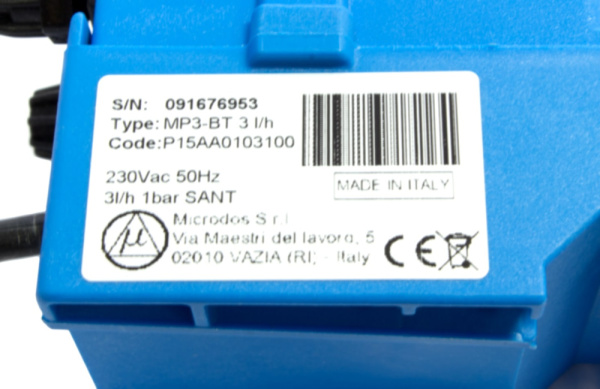 S/N: 091676953
Type: MP3-BT 3 l/h
Code: P15AA0103100
230Vac 50Hz
3l/h 1bar SANT
MADE IN ITALY
µ
Microdos S.r.l
Via Maestri del lavoro, 5
02010 VAZIA (RI) - Italy
CE